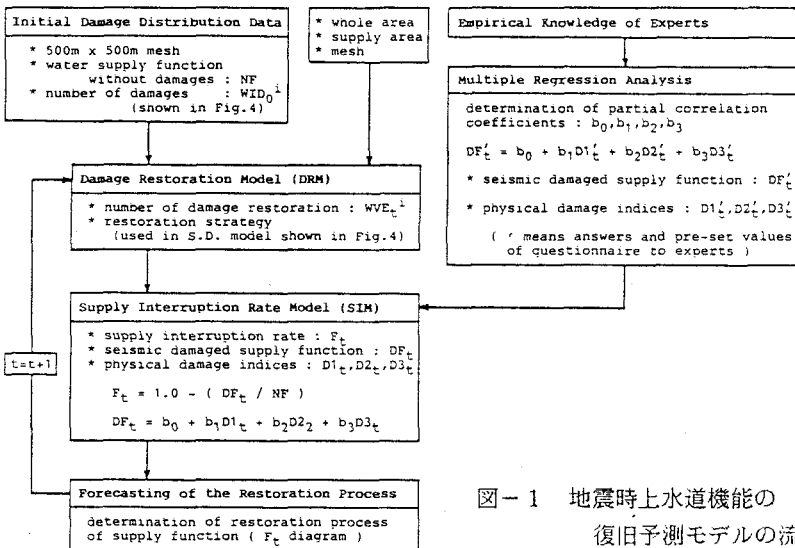 Initial Damage Distribution Data
* 500m x 500m mesh
* water supply function
without damages : NF
* number of damages : WID₀ⁱ
(shown in Fig.4)
* whole area
* supply area
* mesh
Empirical Knowledge of Experts
Multiple Regression Analysis
determination of partial correlation
coefficients : b₀,b₁,b₂,b₃
DF′ₜ = b₀ + b₁D1′ₜ + b₂D2′ₜ + b₃D3′ₜ
* seismic damaged supply function : DF′ₜ
* physical damage indices : D1′ₜ,D2′ₜ,D3′ₜ
( ′ means answers and pre-set values
of questionnaire to experts )
Damage Restoration Model (DRM)
* number of damage restoration : WVEₜⁱ
* restoration strategy
(used in S.D. model shown in Fig.4)
Supply Interruption Rate Model (SIM)
* supply interruption rate : Fₜ
* seismic damaged supply function : DFₜ
* physical damage indices : D1ₜ,D2ₜ,D3ₜ
Fₜ = 1.0 - ( DFₜ / NF )
DFₜ = b₀ + b₁D1ₜ + b₂D2₂ + b₃D3ₜ
t=t+1
Forecasting of the Restoration Process
determination of restoration process
of supply function ( Fₜ diagram )
図－1 地震時上水道機能の
復旧予測モデルの流